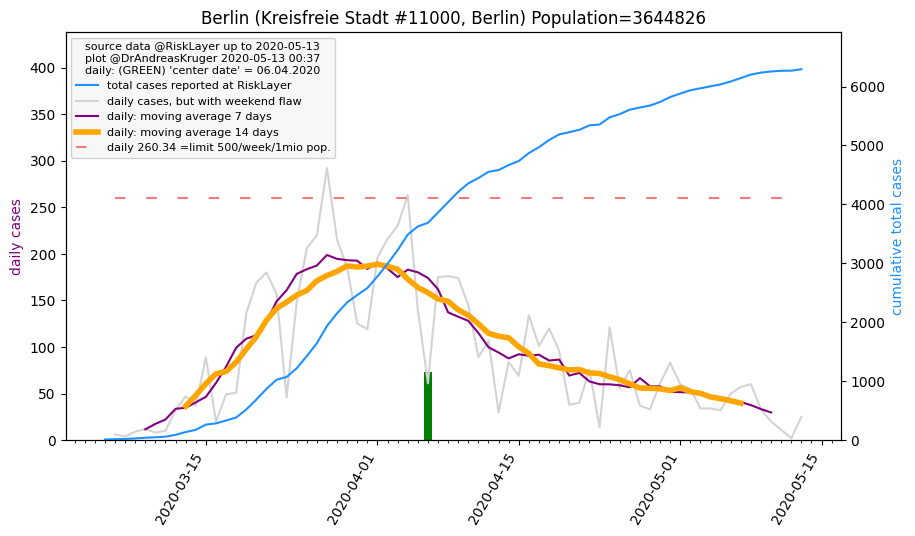 Berlin (Kreisfreie Stadt #11000, Berlin) Population=3644826
source data @RiskLayer up to 2020-05-13
plot @DrAndreasKruger 2020-05-13 00:37
daily: (GREEN) 'center date' = 06.04.2020
total cases reported at RiskLayer
daily cases, but with weekend flaw
daily: moving average 7 days
daily: moving average 14 days
daily 260.34 =limit 500/week/1mio pop.
daily cases
400
350
300
250
200
150
100
50
0
6000
5000
4000
3000
2000
1000
0
cumulative total cases
2020-03-15
2020-04-01
2020-04-15
2020-05-01
2020-05-15